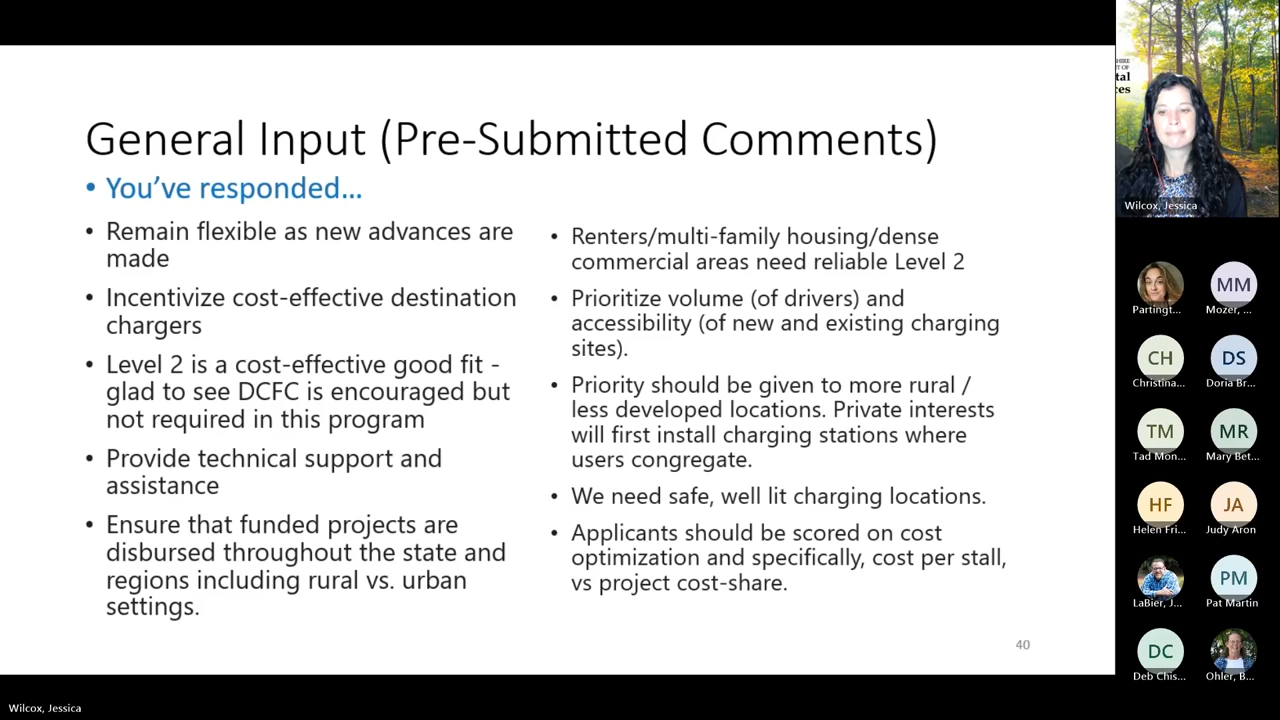 General Input (Pre-Submitted Comments)
• You've responded...
• Remain flexible as new advances are
made
• Incentivize cost-effective destination
chargers
• Level 2 is a cost-effective good fit -
glad to see DCFC is encouraged but
not required in this program
• Provide technical support and
assistance
• Ensure that funded projects are
disbursed throughout the state and
regions including rural vs. urban
settings.
• Renters/multi-family housing/dense
commercial areas need reliable Level 2
• Prioritize volume (of drivers) and
accessibility (of new and existing charging
sites).
• Priority should be given to more rural /
less developed locations. Private interests
will first install charging stations where
users congregate.
• We need safe, well lit charging locations.
• Applicants should be scored on cost
optimization and specifically, cost per stall,
vs project cost-share.
40
HIRE
T OF
tal
ces
Wilcox, Jessica
Partingt...
MM
Mozer, ...
CH
Christina...
DS
Doria Br...
TM
Tad Mon...
MR
Mary Bet...
HF
Helen Fri...
JA
Judy Aron
LaBier, J...
PM
Pat Martin
DC
Deb Chis...
Ohler, B...
Wilcox, Jessica